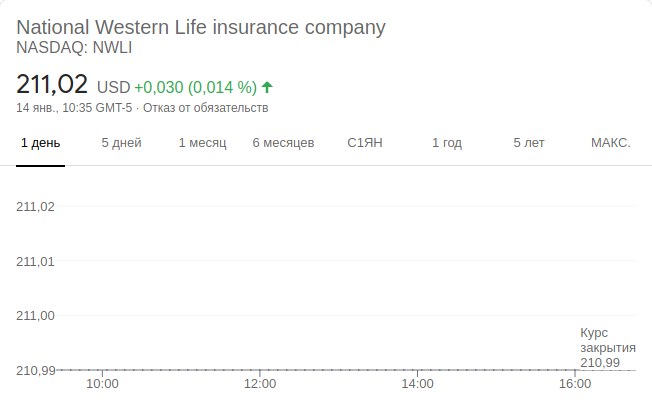 National Western Life insurance company
NASDAQ: NWLI
211,02 USD +0,030 (0,014 %)
14 янв., 10:35 GMT-5 · Отказ от обязательств
1 день 5 дней 1 месяц 6 месяцев С1ЯН 1 год 5 лет МАКС.
211,02
211,01
211,00
Курс
закрытия
210,99
210,99
10:00 12:00 14:00 16:00